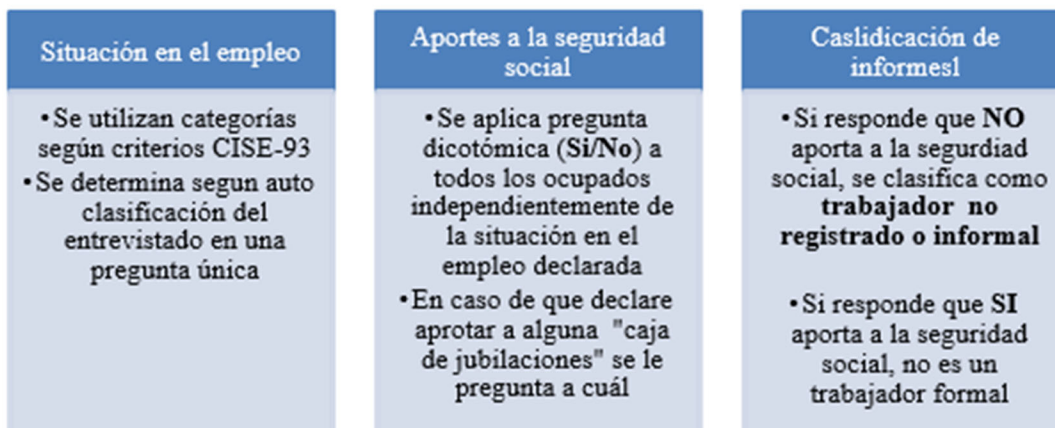 Situación en el empleo
• Se utilizan categorías
según criterios CISE-93
• Se determina segun auto
clasificación del
entrevistado en una
pregunta única
Aportes a la seguridad
social
• Se aplica pregunta
dicotómica (Si/No) a
todos los ocupados
independientemente de
la situación en el
empleo declarada
• En caso de que declare
aprotar a alguna "caja
de jubilaciones" se le
pregunta a cuál
Caslidicación de
informesl
• Si responde que NO
aporta a la segurdiad
social, se clasifica como
trabajador no
registrado o informal
• Si responde que SI
aporta a la seguridad
social, no es un
trabajador formal